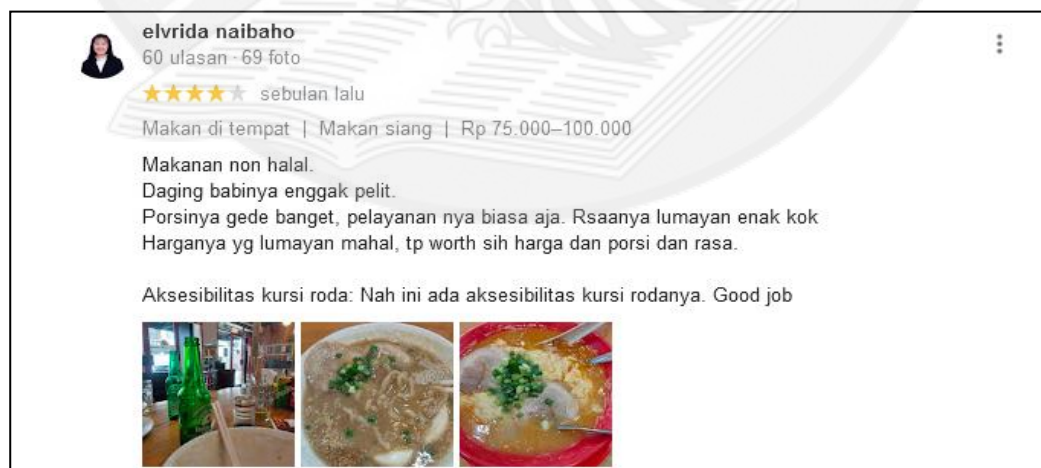 elvrida naibaho
60 ulasan · 69 foto
sebulan lalu
Makan di tempat | Makan siang | Rp 75.000–100.000
Makanan non halal.
Daging babinya enggak pelit.
Porsinya gede banget, pelayanan nya biasa aja. Rsaanya lumayan enak kok
Harganya yg lumayan mahal, tp worth sih harga dan porsi dan rasa.
Aksesibilitas kursi roda: Nah ini ada aksesibilitas kursi rodanya. Good job